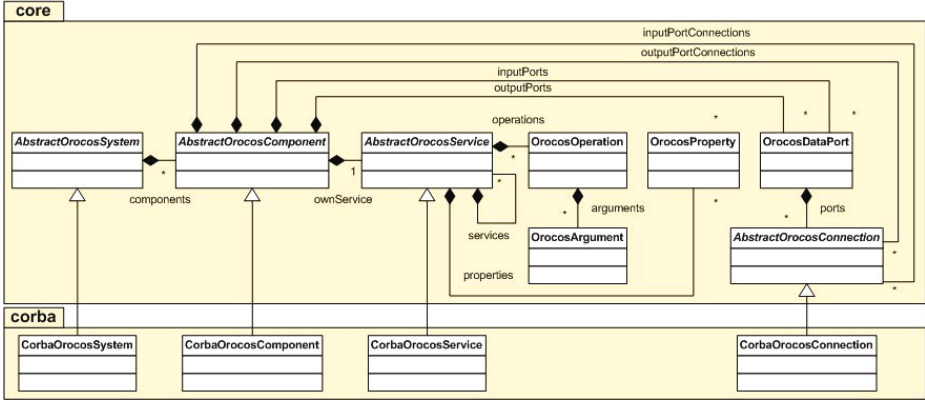 core
inputPortConnections
outputPortConnections
inputPorts
outputPorts
operations
* * *
AbstractOrocosSystem AbstractOrocosComponent AbstractOrocosService OrocosOperation OrocosProperty OrocosDataPort
* 1 * *
components ownService * arguments * * ports
services OrocosArgument AbstractOrocosConnection
*
properties
*
corba
CorbaOrocosSystem CorbaOrocosComponent CorbaOrocosService CorbaOrocosConnection